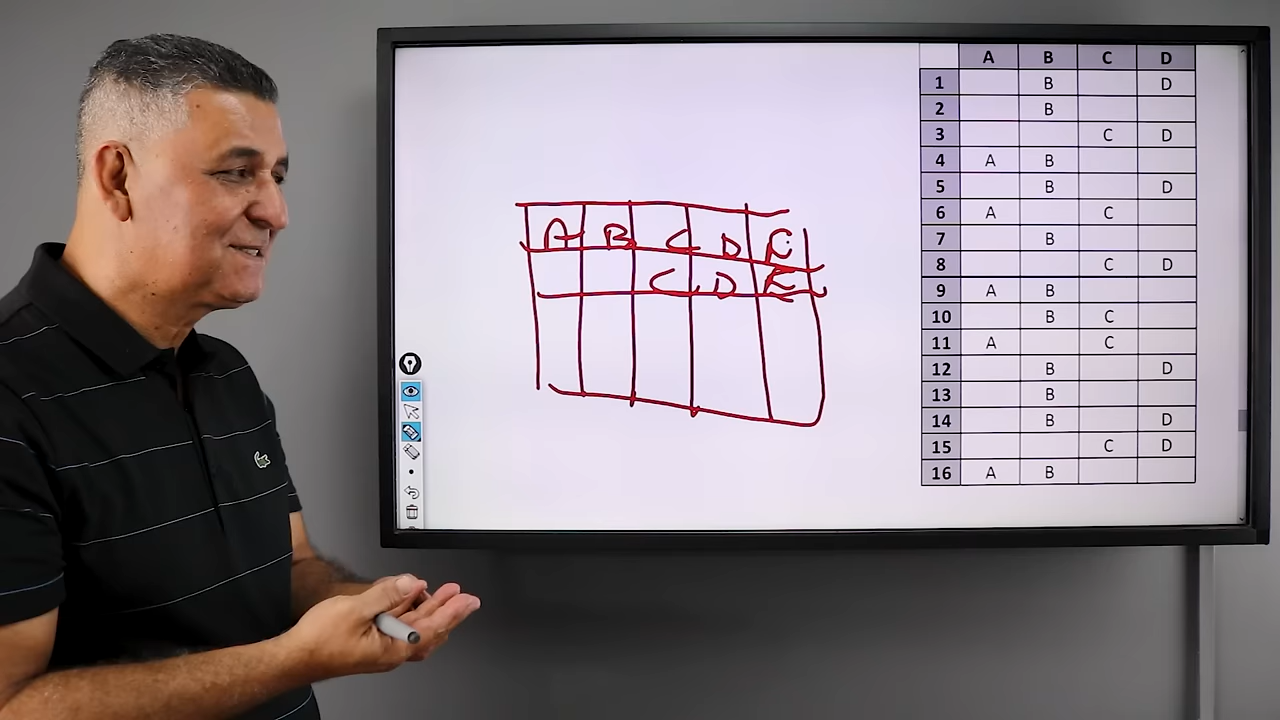 A B C D E
C D E
A B C D
1 B D
2 B
3 C D
4 A B
5 B D
6 A C
7 B
8 C D
9 A B
10 B C
11 A C
12 B D
13 B
14 B D
15 C D
16 A B